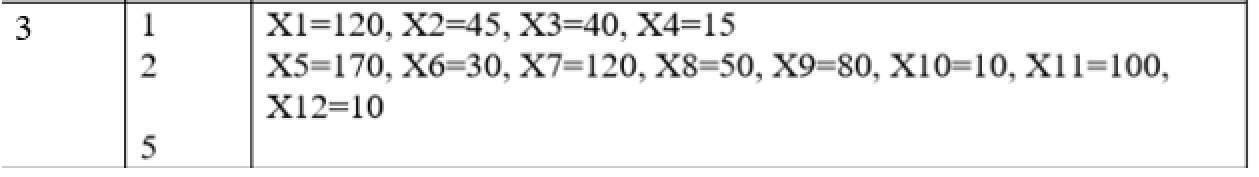 3 1 X1=120, X2=45, X3=40, X4=15
2 X5=170, X6=30, X7=120, X8=50, X9=80, X10=10, X11=100,
X12=10
5